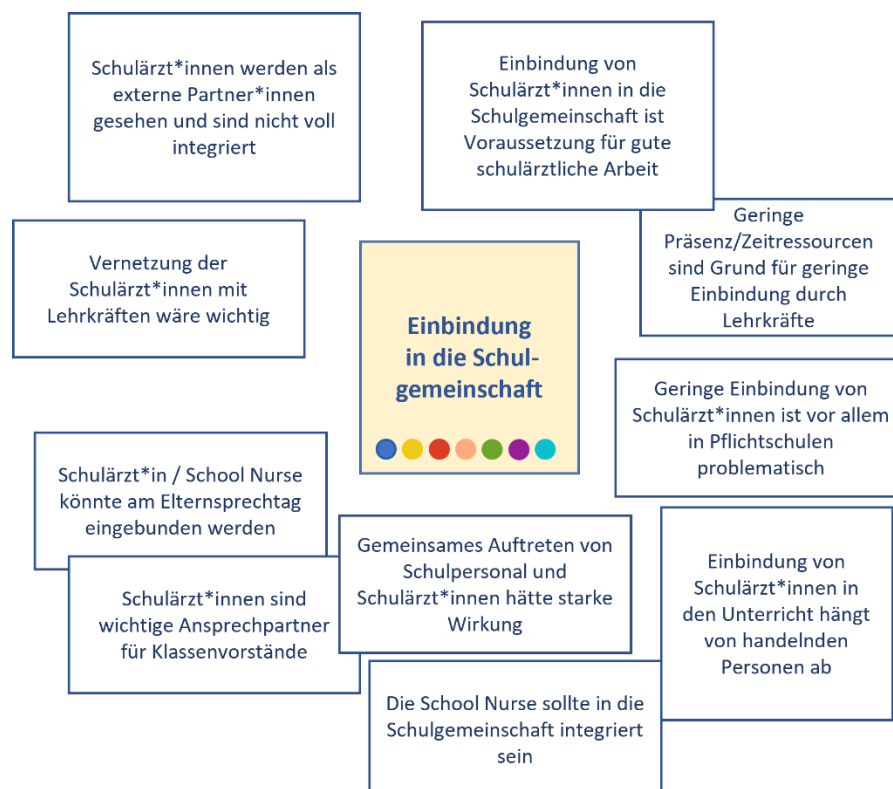 Schulärzt*innen werden als
externe Partner*innen
gesehen und sind nicht voll
integriert
Einbindung von
Schulärzt*innen in die
Schulgemeinschaft ist
Voraussetzung für gute
schulärztliche Arbeit
Geringe
Präsenz/Zeitressourcen
sind Grund für geringe
Einbindung durch
Lehrkräfte
Vernetzung der
Schulärzt*innen mit
Lehrkräften wäre wichtig
Einbindung
in die Schul-
gemeinschaft
Geringe Einbindung von
Schulärzt*innen ist vor allem
in Pflichtschulen
problematisch
Schulärzt*in / School Nurse
könnte am Elternsprechtag
eingebunden werden
Gemeinsames Auftreten von
Schulpersonal und
Schulärzt*innen hätte starke
Wirkung
Einbindung von
Schulärzt*innen in
den Unterricht hängt
von handelnden
Personen ab
Schulärzt*innen sind
wichtige Ansprechpartner
für Klassenvorstände
Die School Nurse sollte in die
Schulgemeinschaft integriert
sein